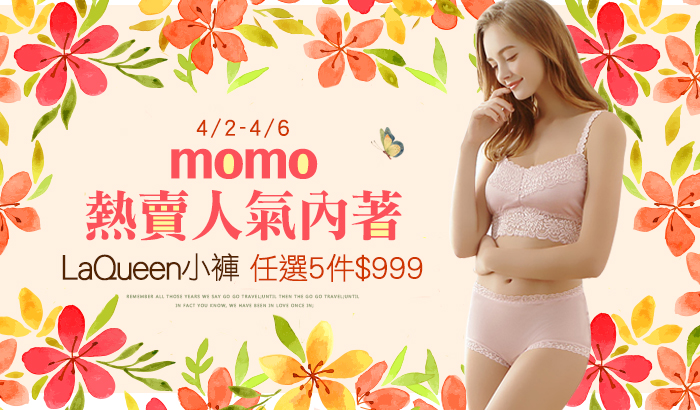 4/2-4/6
momo
熱賣人氣內著
LaQueen小褲 任選5件$999
REMEMBER ALL THOSE YEARS WE SAY GO GO TRAVEL,UNTIL THEN THE GO GO TRAVEL,UNTIL
IN FACT YOU KNOW, WE HAVE BEEN IN LOVE ONCE IN;